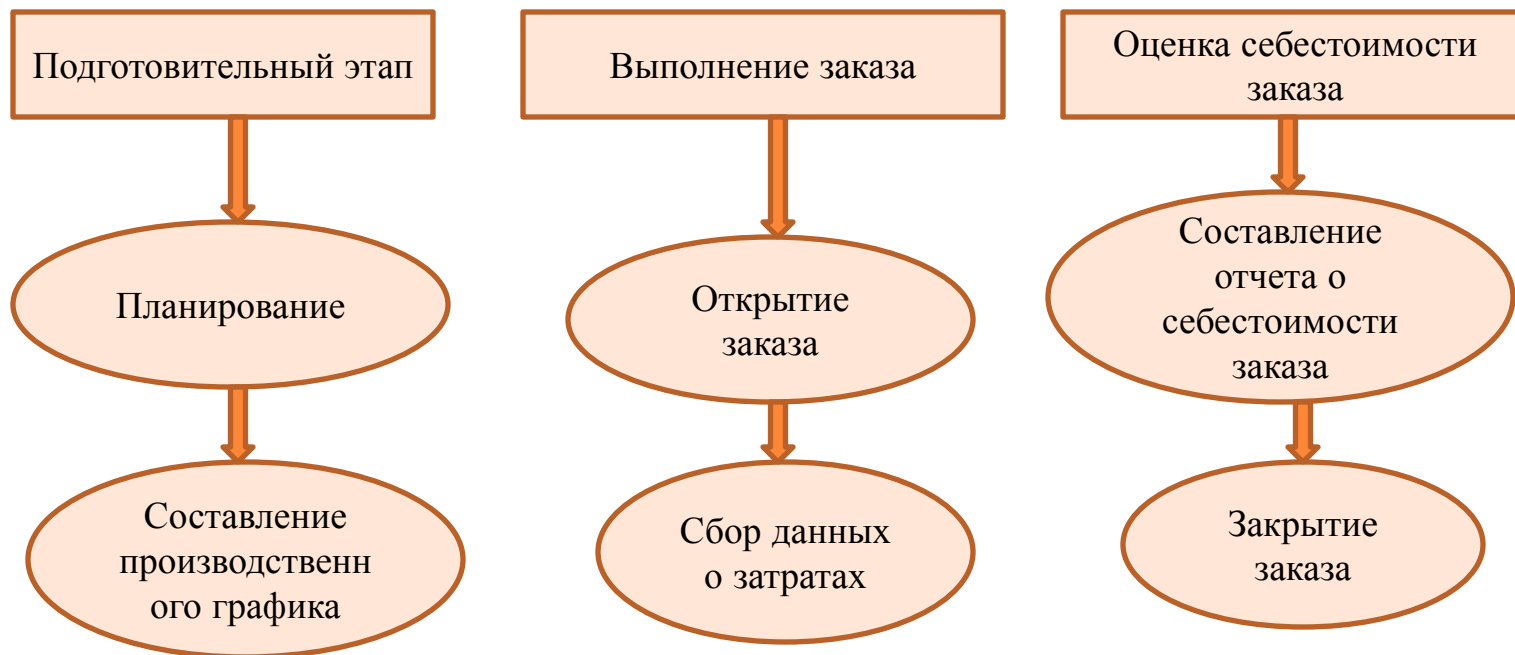 Подготовительный этап
Планирование
Составление
производственн
ого графика
Выполнение заказа
Открытие
заказа
Сбор данных
о затратах
Оценка себестоимости
заказа
Составление
отчета о
себестоимости
заказа
Закрытие
заказа